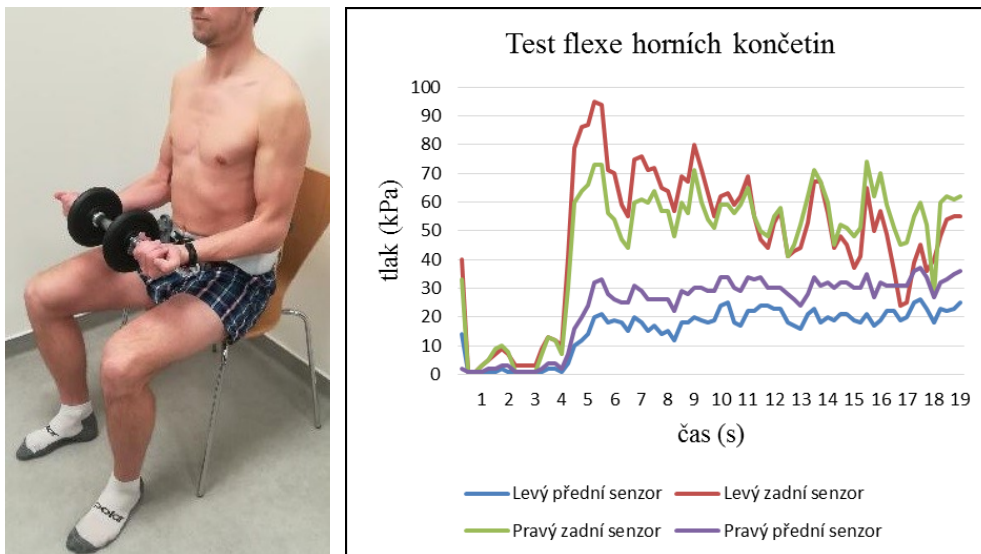 Test flexe horních končetin
100
90
80
70
60
50
40
30
20
10
0
tlak (kPa)
1 2 3 4 5 6 7 8 9 10 11 12 13 14 15 16 17 18 19
čas (s)
Levý přední senzor
Levý zadní senzor
Pravý zadní senzor
Pravý přední senzor